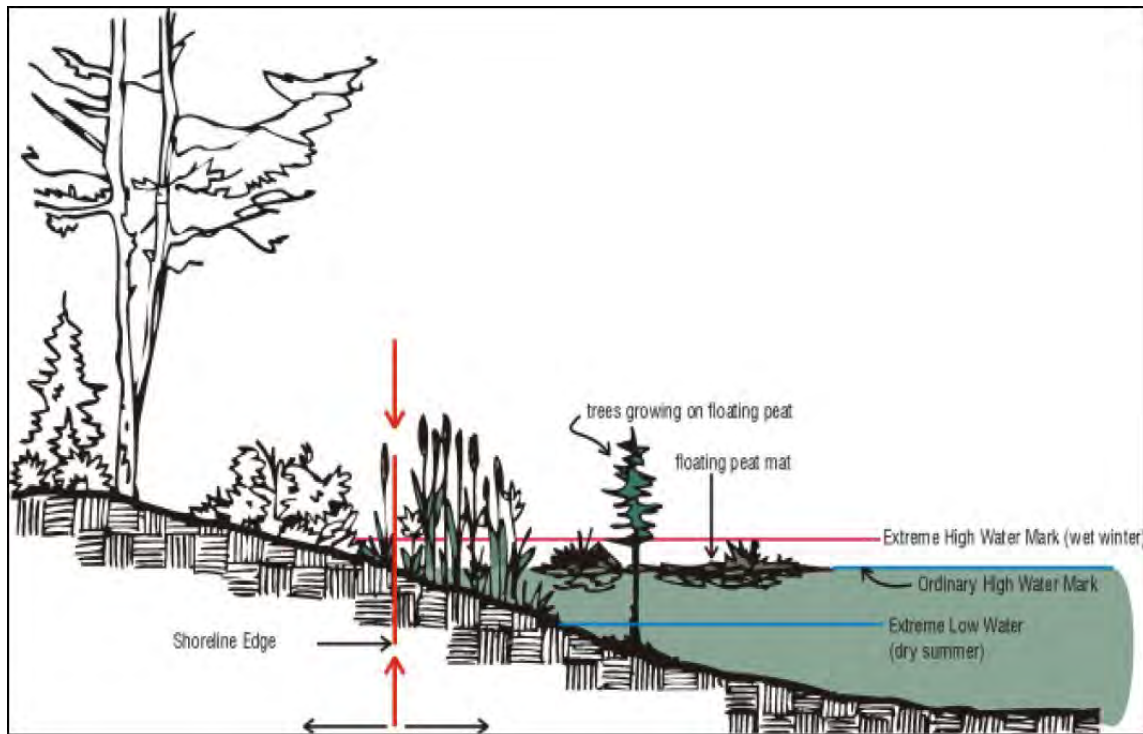 trees growing on floating peat
floating peat mat
Extreme High Water Mark (wet winter)
Ordinary High Water Mark
Extreme Low Water
(dry summer)
Shoreline Edge